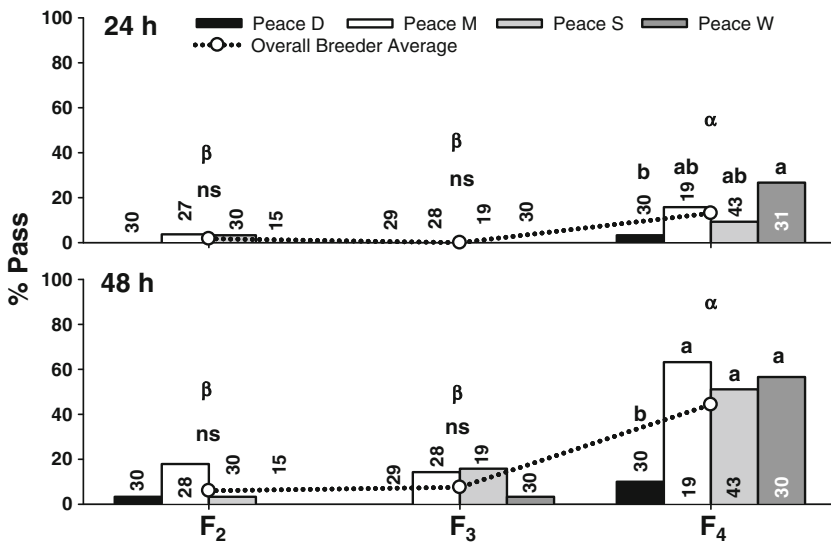 100
24 h
Peace D Peace M Peace S Peace W
Overall Breeder Average
80
60
α
β β
40
b ab ab a
ns ns
20
30 27 30 15 29 28 19 30 30 19 43 31
0
% Pass
100
48 h
80
α
60
a a a
β β
40
b
ns ns
20
30 28 30 15 29 28 19 30 30 19 43 30
0
F2 F3 F4